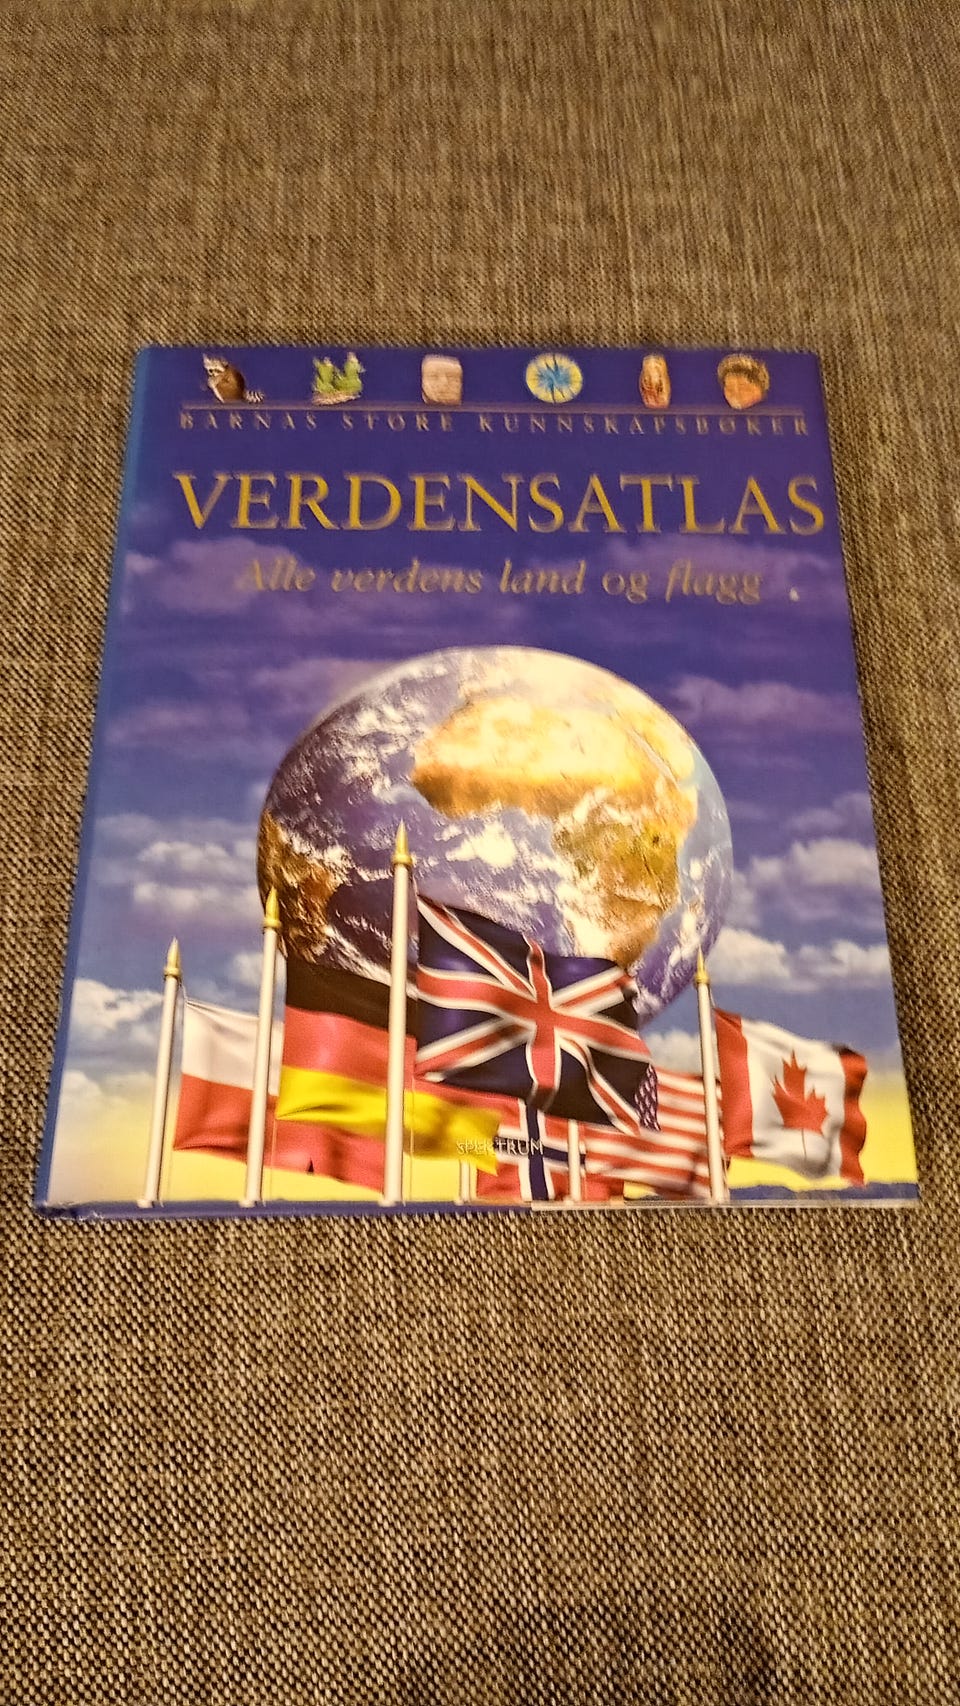 BARNAS STORE KUNNSKAPSBØKER
VERDENSATLAS
Alle verdens land og flagg
SPEKTRUM